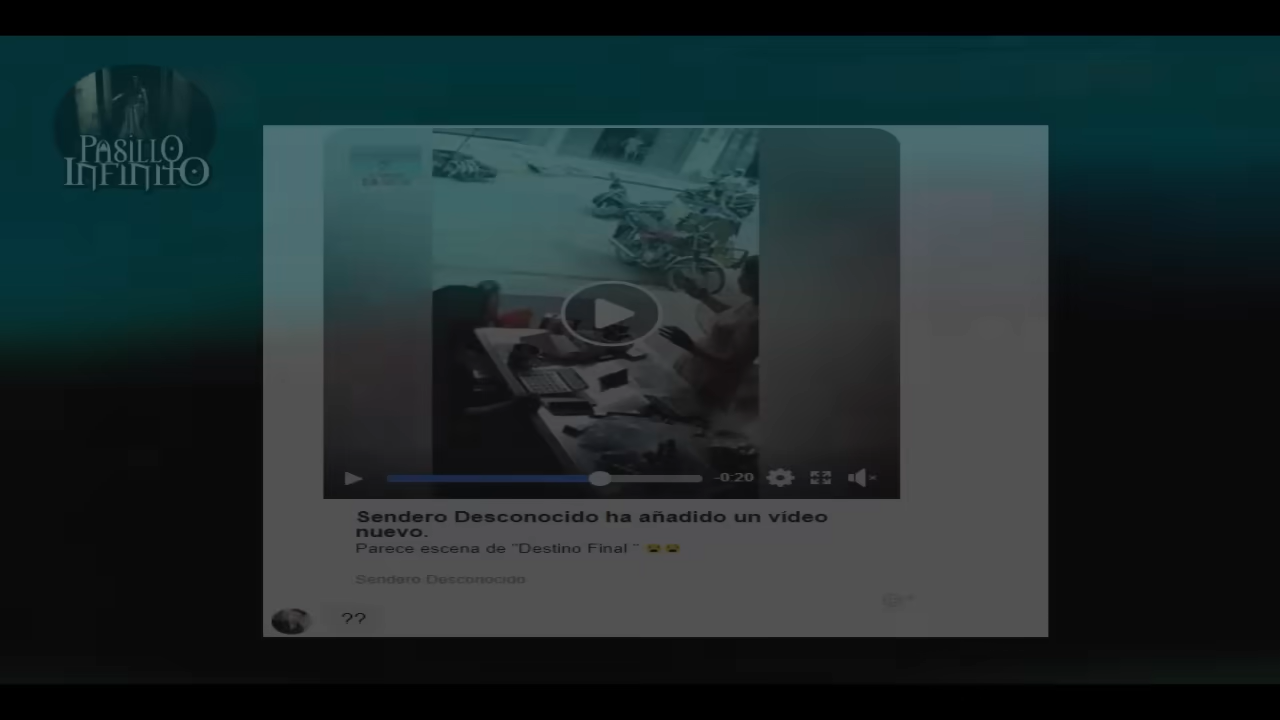 PASILLO
INFINITO
-0:20
Sendero Desconocido ha añadido un vídeo
nuevo.
Parece escena de "Destino Final " 😫😫
Sendero Desconocido
??